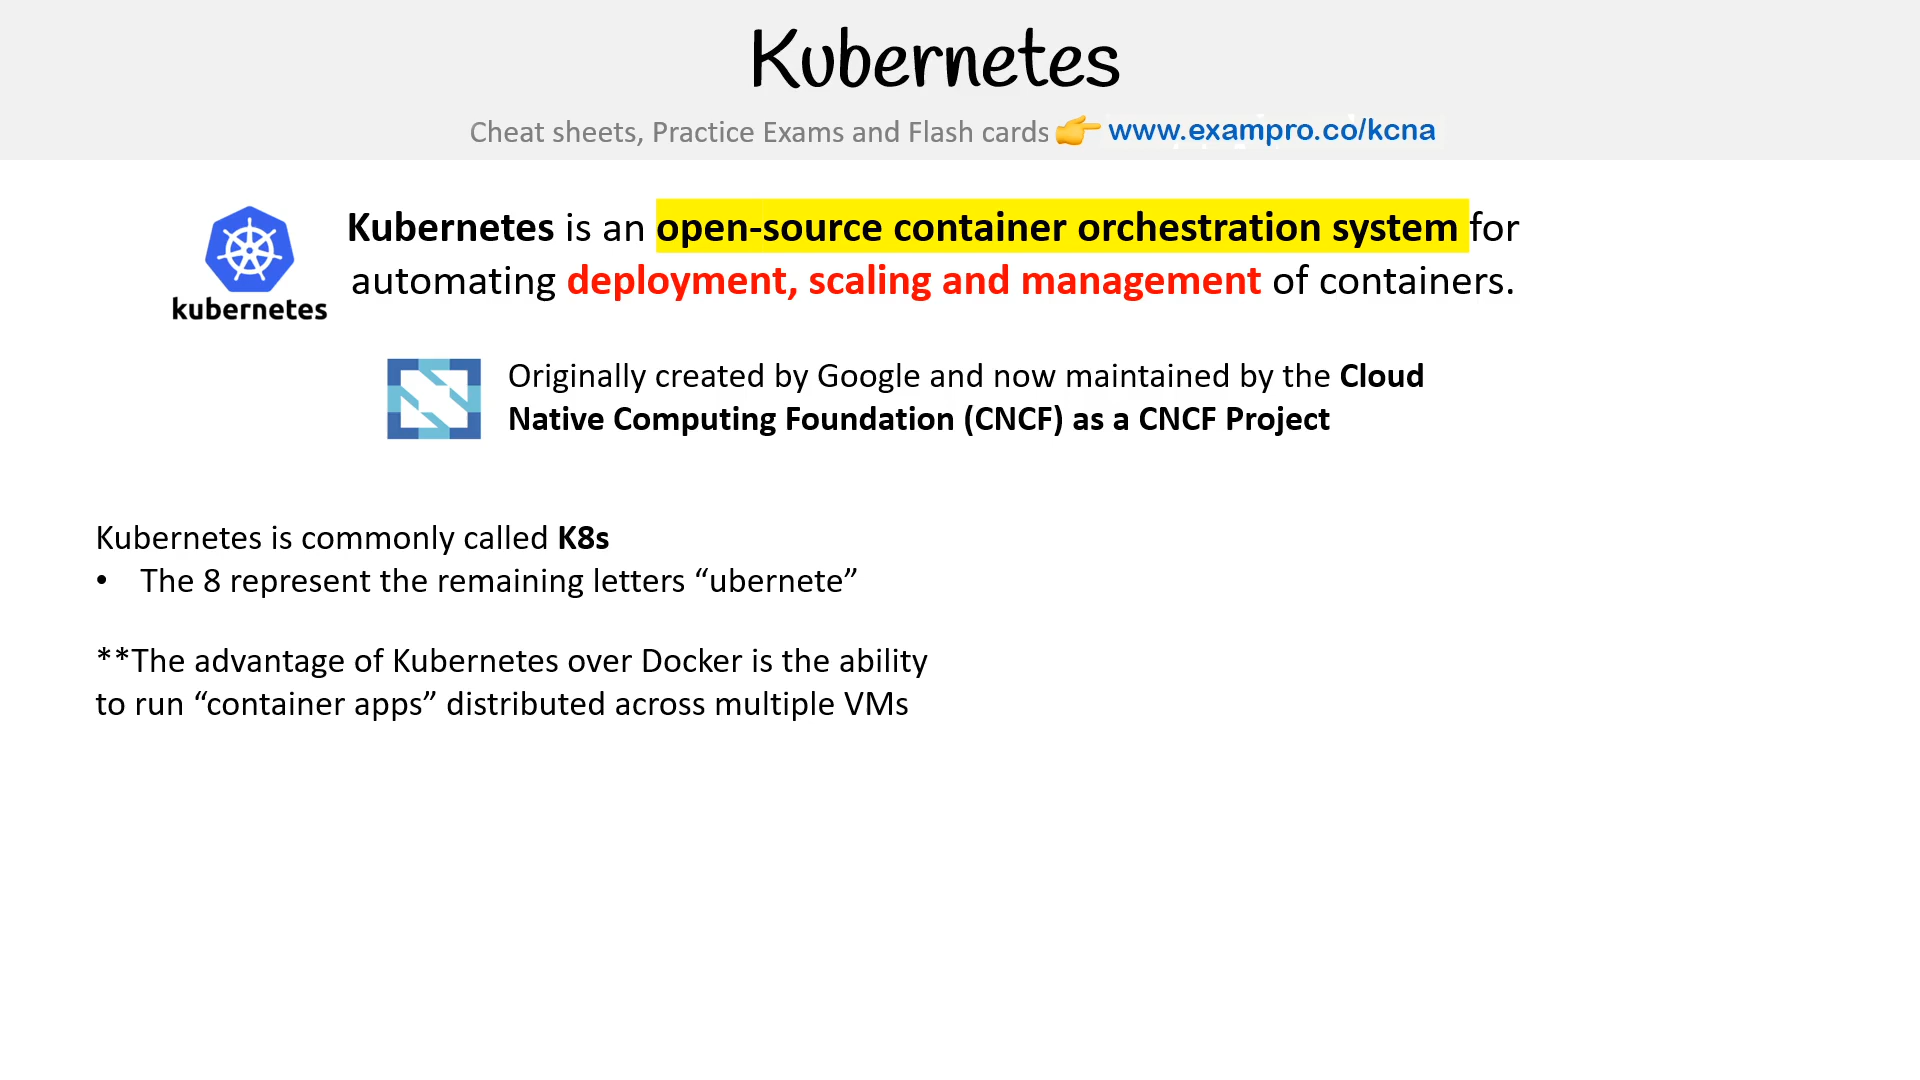 Kubernetes
Cheat sheets, Practice Exams and Flash cards 👉 www.exampro.co/kcna
Kubernetes is an open-source container orchestration system for
automating deployment, scaling and management of containers.
kubernetes
Originally created by Google and now maintained by the Cloud
Native Computing Foundation (CNCF) as a CNCF Project
Kubernetes is commonly called K8s
• The 8 represent the remaining letters “ubernete”
**The advantage of Kubernetes over Docker is the ability
to run “container apps” distributed across multiple VMs